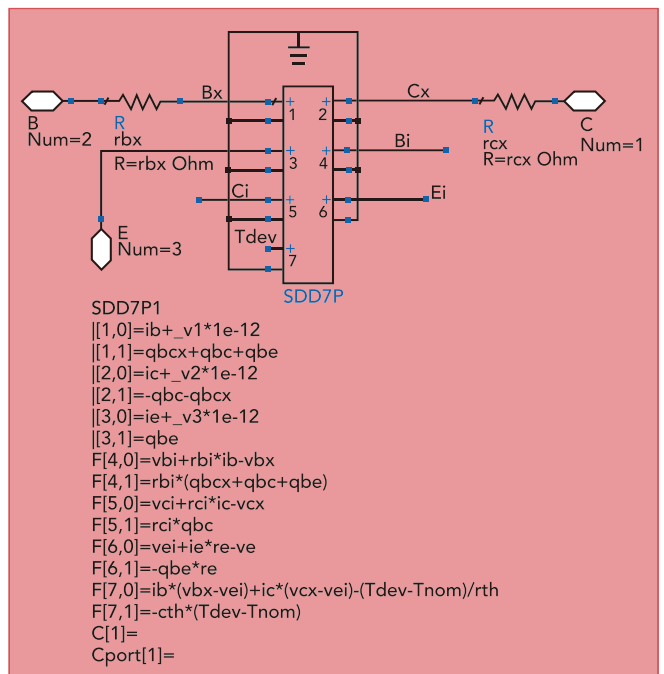 Bx
Cx
B
Num=2
R
rbx
R=rbx Ohm
+
1
+
2
R
rcx
R=rcx Ohm
C
Num=1
+
3
+
4
Bi
E
Num=3
Ci
+
5
+
6
Ei
Tdev
+
7
SDD7P
SDD7P1
|[1,0]=ib+_v1*1e-12
|[1,1]=qbcx+qbc+qbe
|[2,0]=ic+_v2*1e-12
|[2,1]=-qbc-qbcx
|[3,0]=ie+_v3*1e-12
|[3,1]=qbe
F[4,0]=vbi+rbi*ib-vbx
F[4,1]=rbi*(qbcx+qbc+qbe)
F[5,0]=vci+rci*ic-vcx
F[5,1]=rci*qbc
F[6,0]=vei+ie*re-ve
F[6,1]=-qbe*re
F[7,0]=ib*(vbx-vei)+ic*(vcx-vei)-(Tdev-Tnom)/rth
F[7,1]=-cth*(Tdev-Tnom)
C[1]=
Cport[1]=